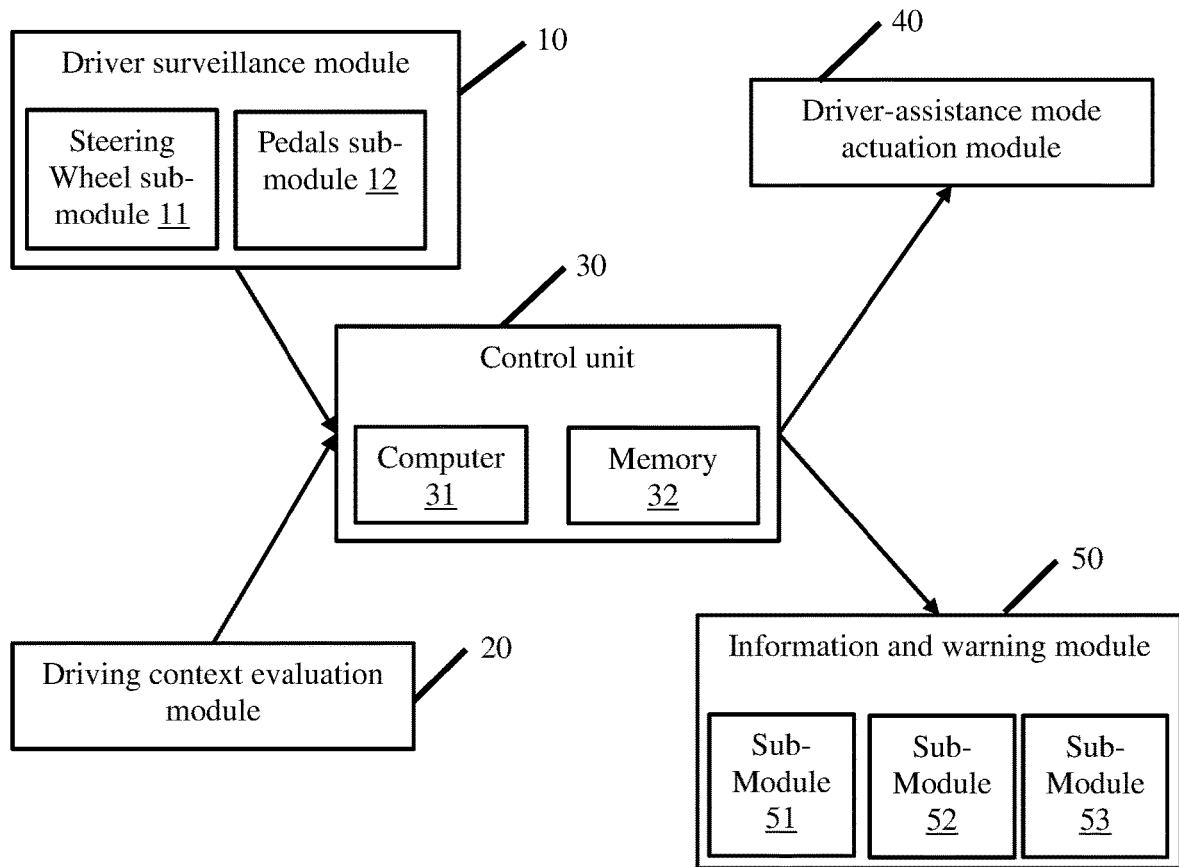 10
Driver surveillance module
Steering
Wheel sub-
module 11
Pedals sub-
module 12
40
Driver-assistance mode
actuation module
30
Control unit
Computer
31
Memory
32
20
Driving context evaluation
module
50
Information and warning module
Sub-
Module
51
Sub-
Module
52
Sub-
Module
53